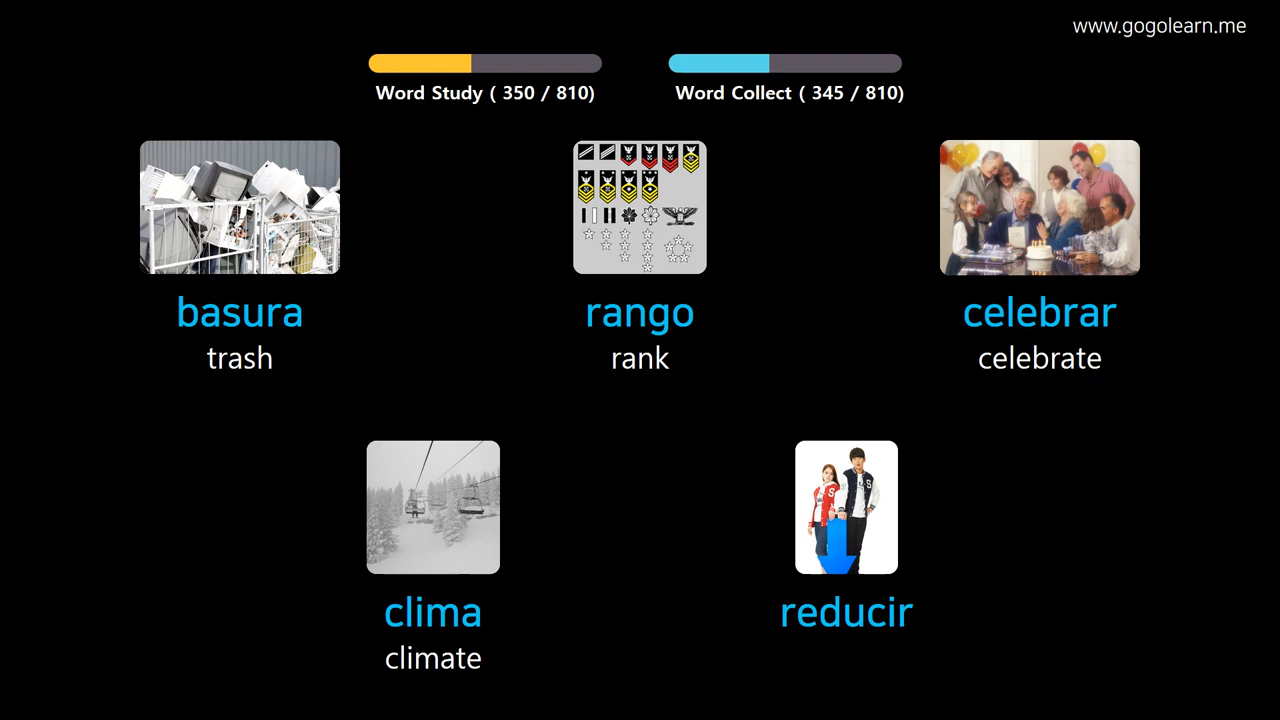 www.gogolearn.me
Word Study ( 350 / 810)
Word Collect ( 345 / 810)
basura
trash
rango
rank
celebrar
celebrate
clima
climate
reducir